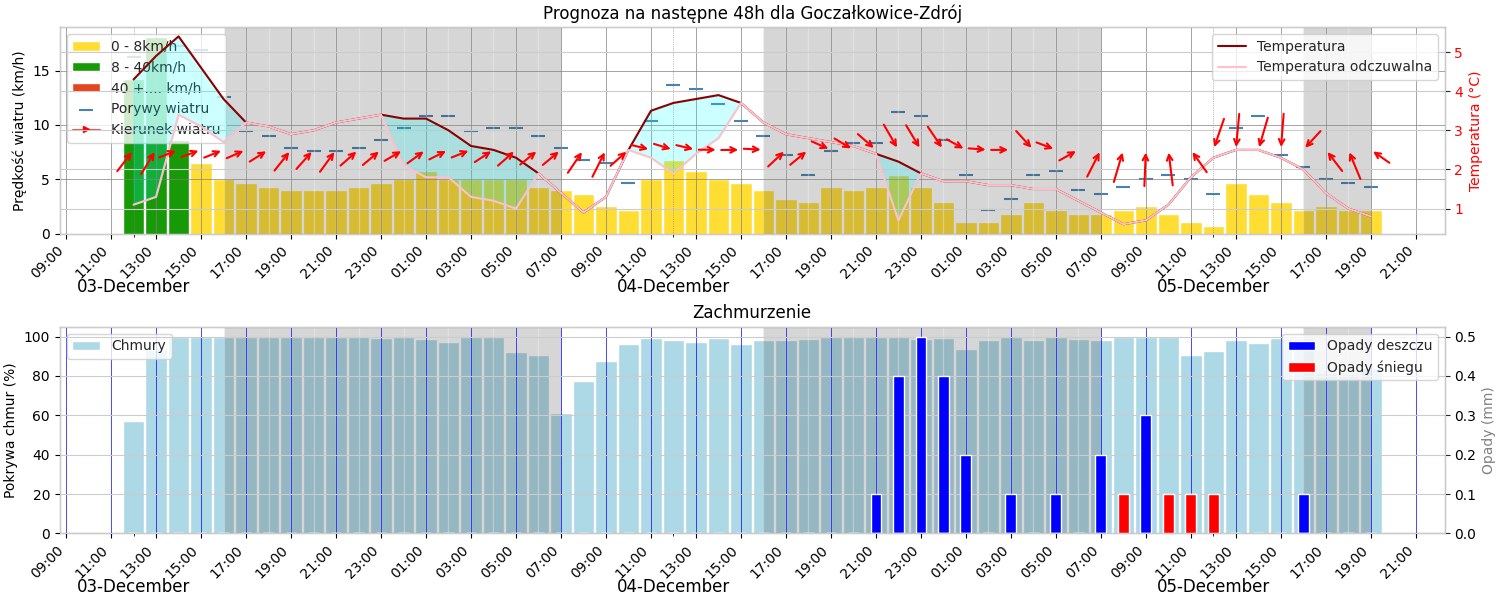 Prognoza na następne 48h dla Goczałkowice-Zdrój
0 - 8km/h
8 - 40km/h
40 + ... km/h
Porywy wiatru
Kierunek wiatru
Temperatura
Temperatura odczuwalna
Prędkość wiatru (km/h)
15
10
5
0
Temperatura (°C)
5
4
3
2
1
09:00 11:00 13:00 15:00 17:00 19:00 21:00 23:00 01:00 03:00 05:00 07:00 09:00 11:00 13:00 15:00 17:00 19:00 21:00 23:00 01:00 03:00 05:00 07:00 09:00 11:00 13:00 15:00 17:00 19:00 21:00
03-December 04-December 05-December
Zachmurzenie
Chmury
Opady deszczu
Opady śniegu
Pokrywa chmur (%)
100
80
60
40
20
0
Opady (mm)
0.5
0.4
0.3
0.2
0.1
0.0
09:00 11:00 13:00 15:00 17:00 19:00 21:00 23:00 01:00 03:00 05:00 07:00 09:00 11:00 13:00 15:00 17:00 19:00 21:00 23:00 01:00 03:00 05:00 07:00 09:00 11:00 13:00 15:00 17:00 19:00 21:00
03-December 04-December 05-December